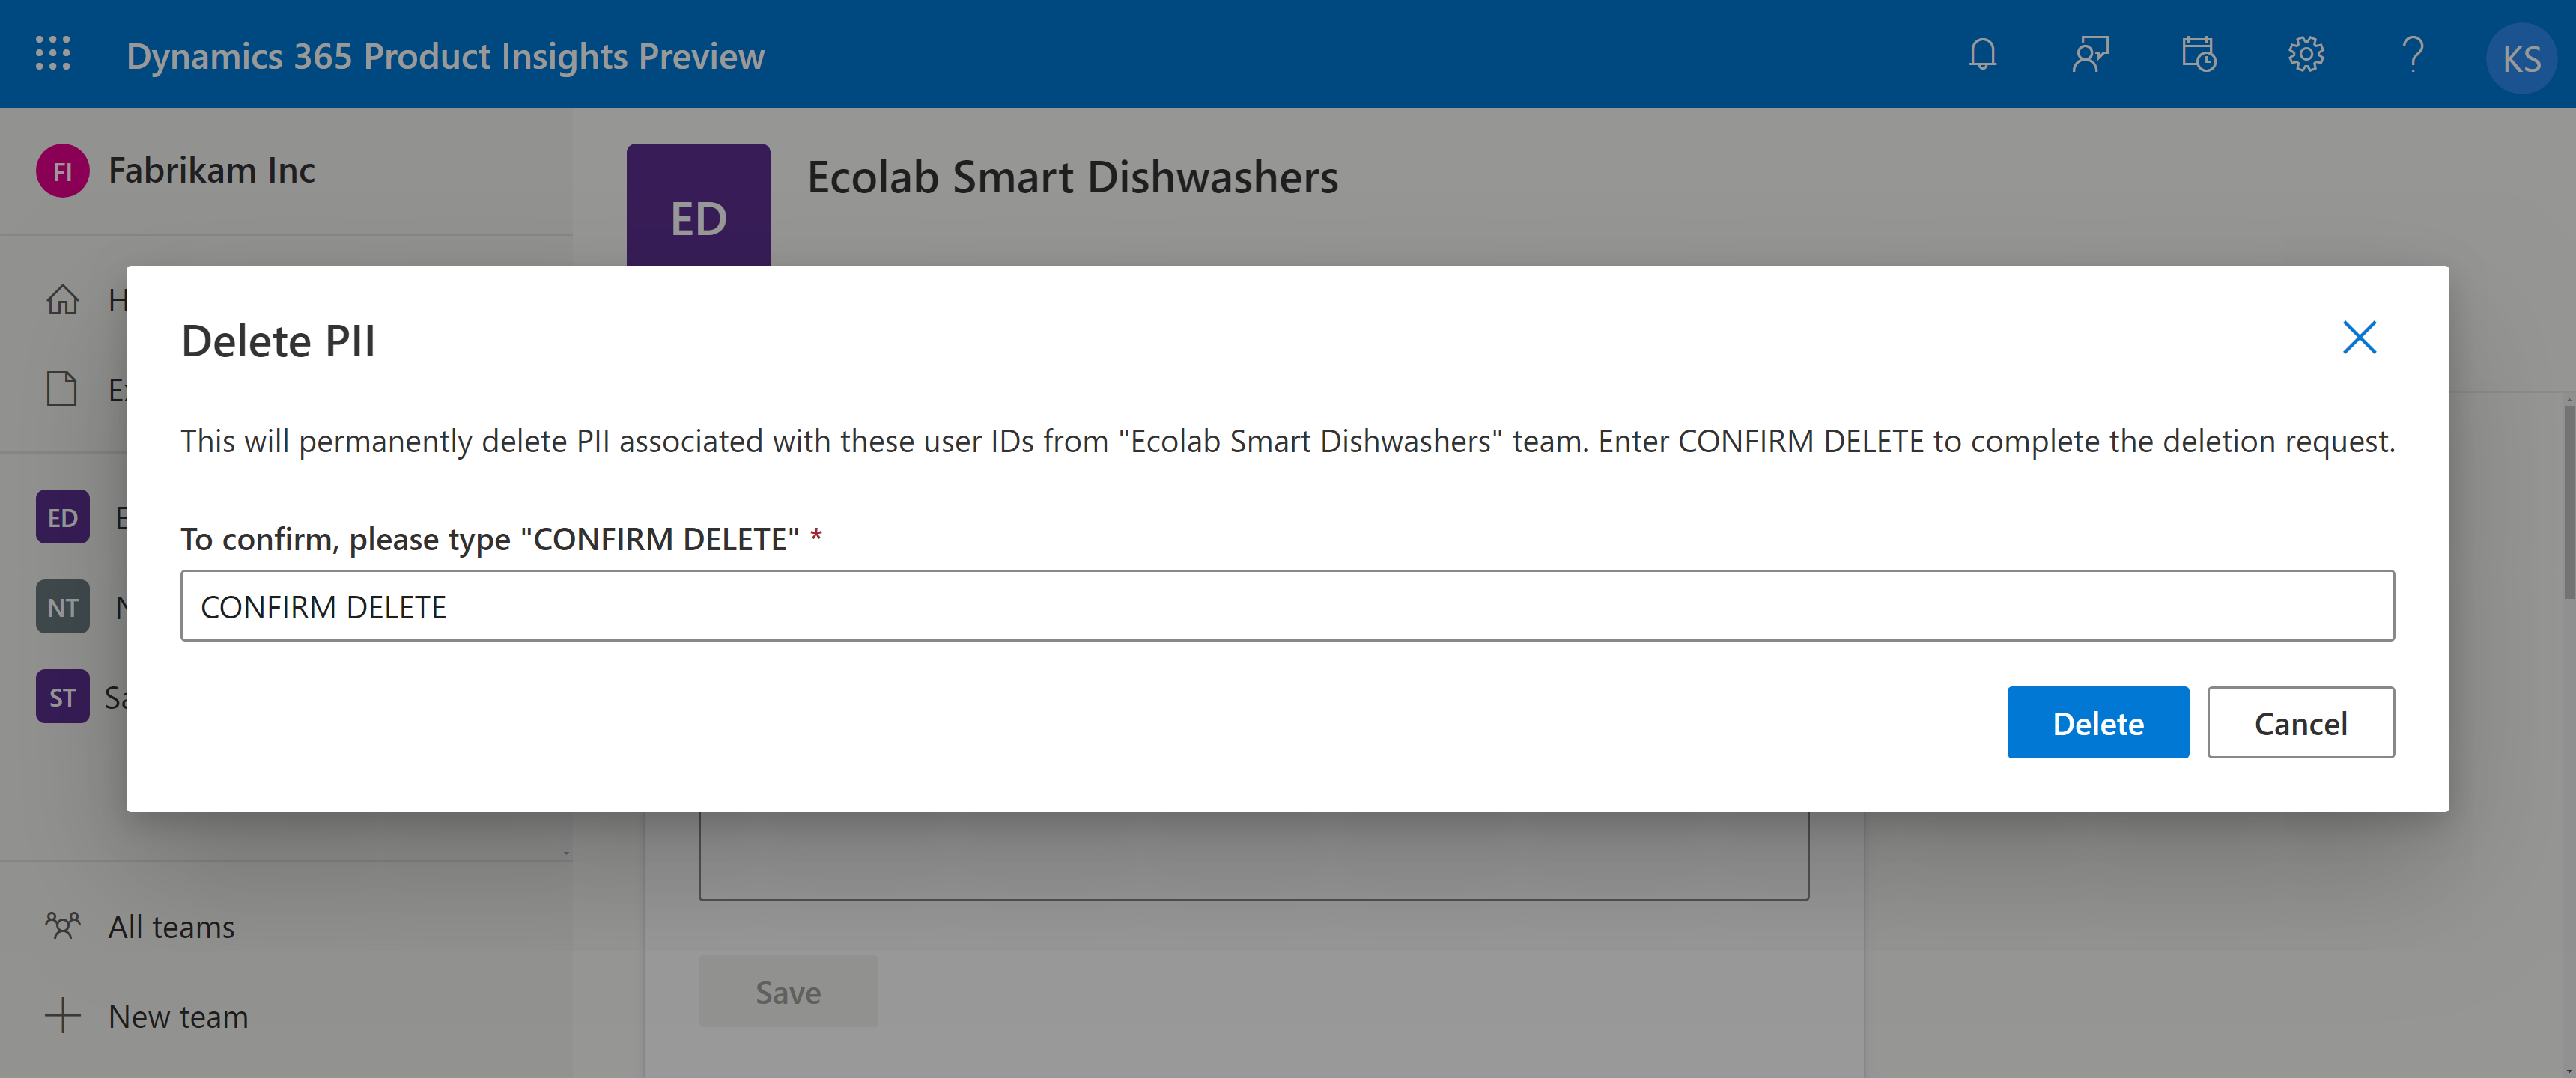 Dynamics 365 Product Insights Preview
KS
FI
Fabrikam Inc
ED
Ecolab Smart Dishwashers
Delete PII
This will permanently delete PII associated with these user IDs from "Ecolab Smart Dishwashers" team. Enter CONFIRM DELETE to complete the deletion request.
To confirm, please type "CONFIRM DELETE" *
CONFIRM DELETE
Delete
Cancel
ED
NT
ST
All teams
New team
Save